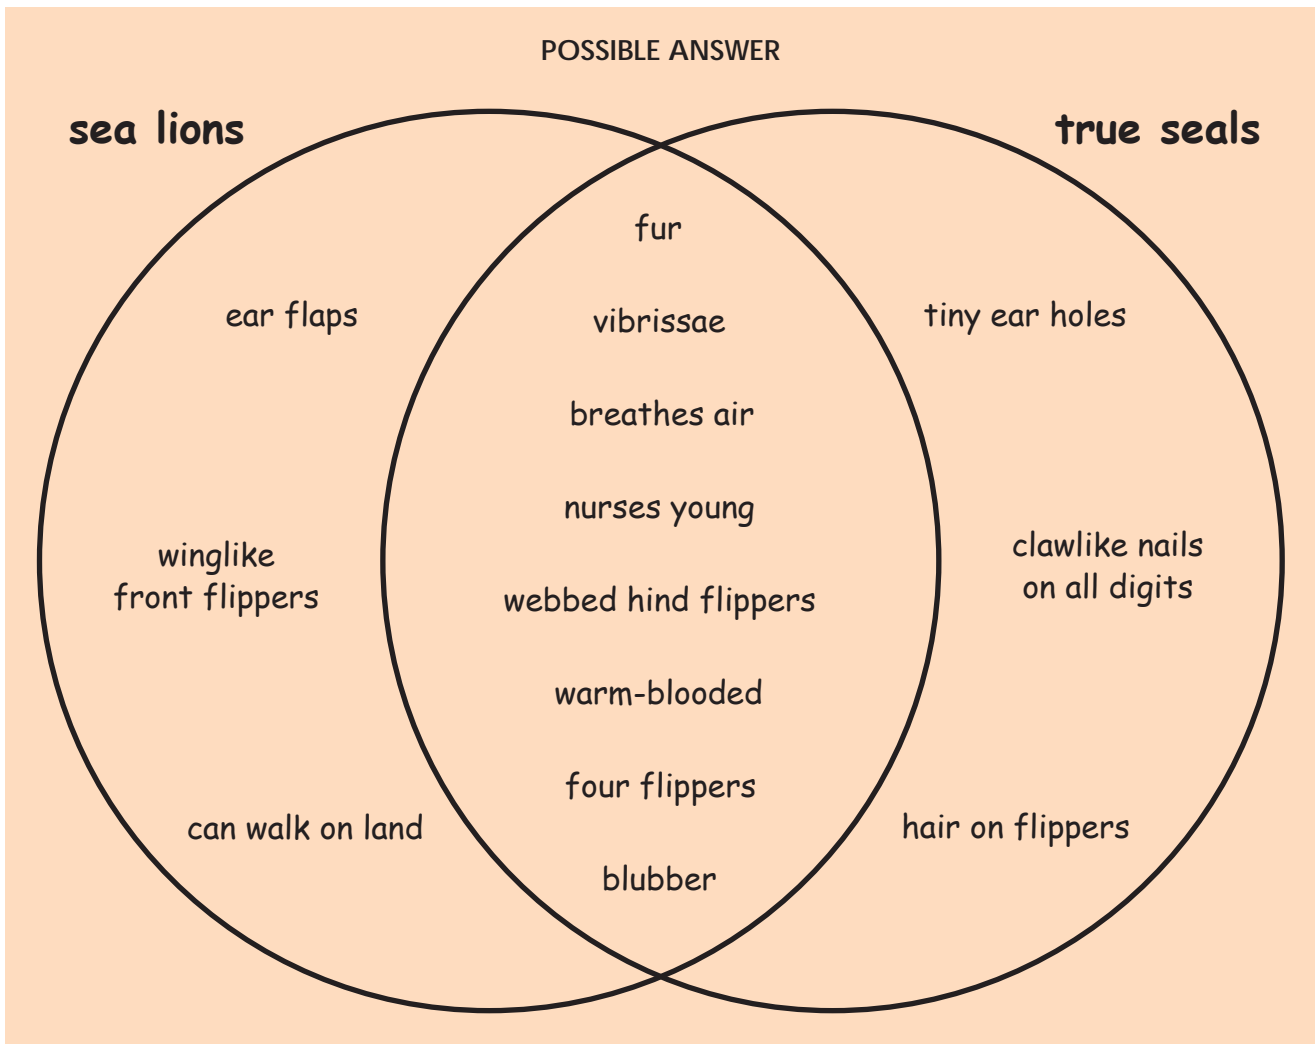 POSSIBLE ANSWER
sea lions
true seals
ear flaps
winglike
front flippers
can walk on land
fur
vibrissae
breathes air
nurses young
webbed hind flippers
warm-blooded
four flippers
blubber
tiny ear holes
clawlike nails
on all digits
hair on flippers